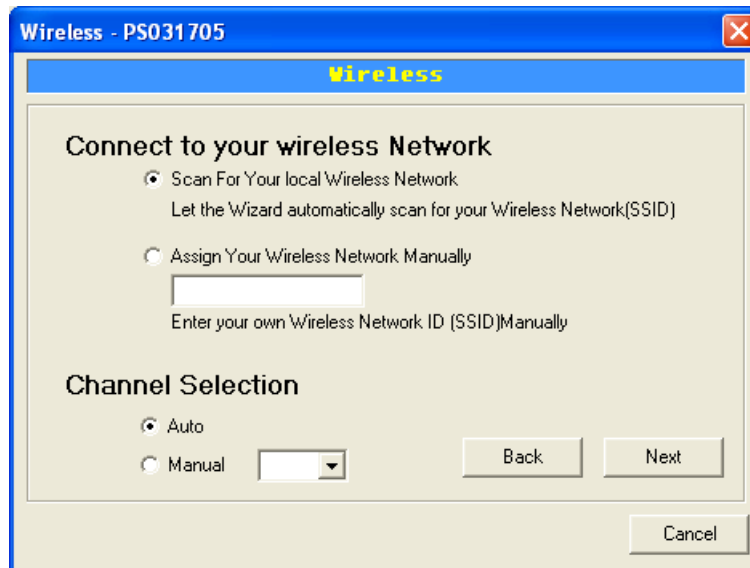 Wireless - PS031705
Wireless
Connect to your wireless Network
Scan For Your local Wireless Network
Let the Wizard automatically scan for your Wireless Network(SSID)
Assign Your Wireless Network Manually
Enter your own Wireless Network ID (SSID)Manually
Channel Selection
Auto
Manual
Back
Next
Cancel